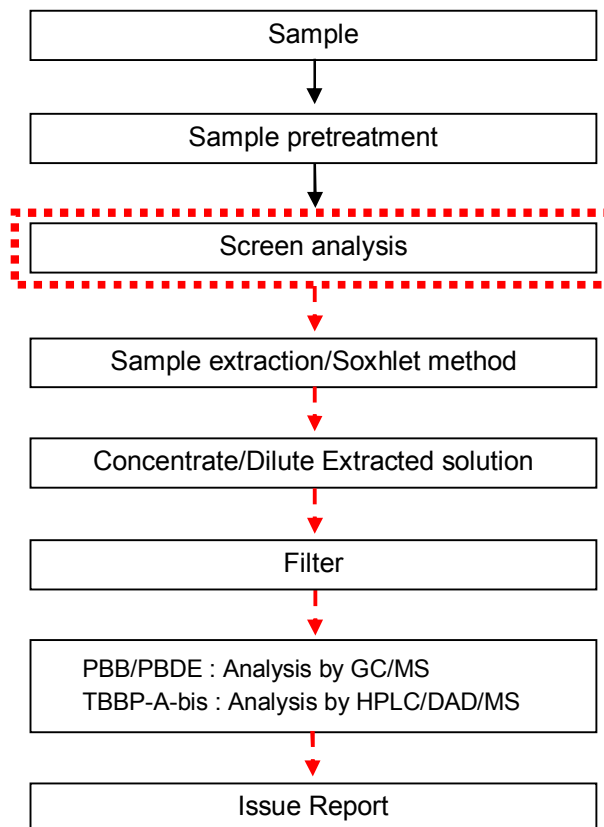 Sample
Sample pretreatment
Screen analysis
Sample extraction/Soxhlet method
Concentrate/Dilute Extracted solution
Filter
PBB/PBDE : Analysis by GC/MS
TBBP-A-bis : Analysis by HPLC/DAD/MS
Issue Report